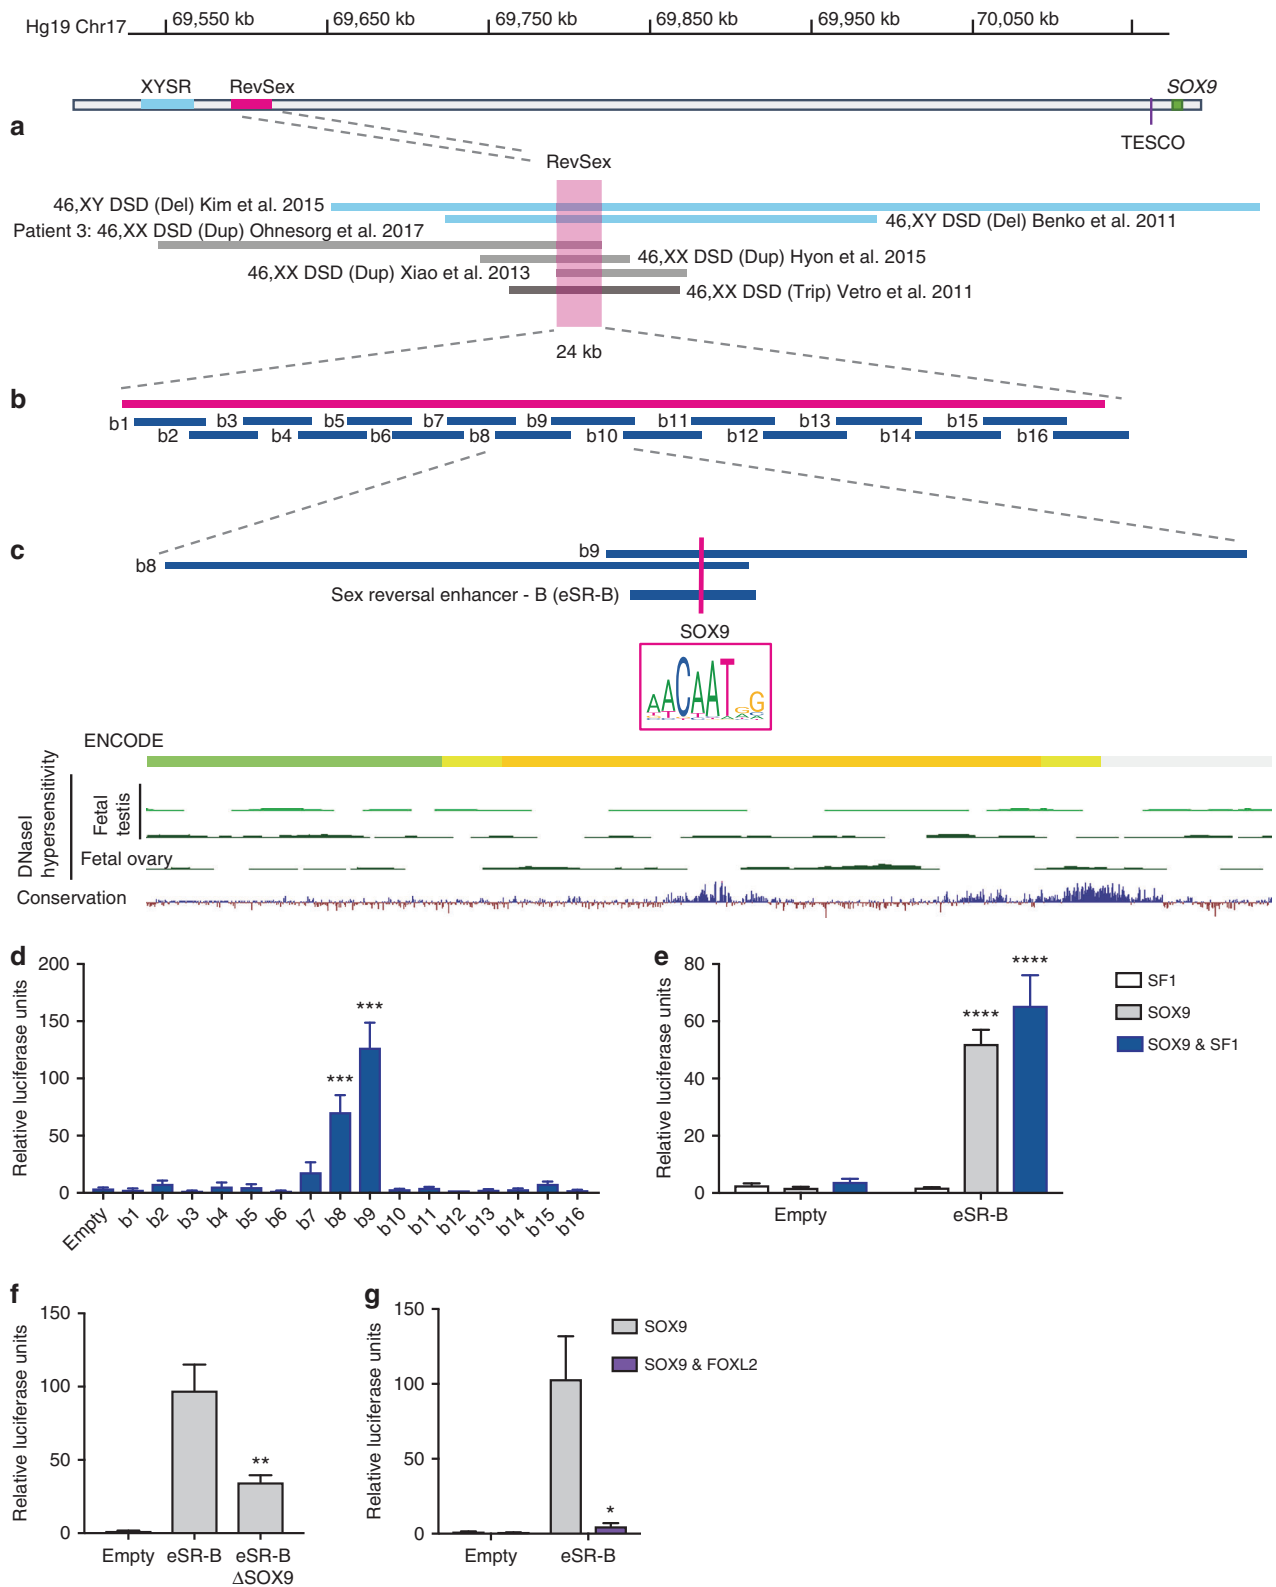 Hg19 Chr17
69,550 kb 69,650 kb 69,750 kb 69,850 kb 69,950 kb 70,050 kb
XYSR RevSex SOX9
a
TESCO
RevSex
46,XY DSD (Del) Kim et al. 2015
46,XY DSD (Del) Benko et al. 2011
Patient 3: 46,XX DSD (Dup) Ohnesorg et al. 2017
46,XX DSD (Dup) Hyon et al. 2015
46,XX DSD (Dup) Xiao et al. 2013
46,XX DSD (Trip) Vetro et al. 2011
24 kb
b
b1 b3 b5 b7 b9 b11 b13 b15
b2 b4 b6 b8 b10 b12 b14 b16
c
b9
b8
Sex reversal enhancer - B (eSR-B)
SOX9
AACAATGG
ENCODE
DNaseI hypersensitivity
Fetal testis
Fetal ovary
Conservation
d
Relative luciferase units
200
150
100
50
0
*** ***
Empty b1 b2 b3 b4 b5 b6 b7 b8 b9 b10 b11 b12 b13 b14 b15 b16
e
Relative luciferase units
80
60
40
20
0
**** ****
Empty eSR-B
SF1
SOX9
SOX9 & SF1
f
Relative luciferase units
150
100
50
0
**
Empty eSR-B eSR-B
ΔSOX9
g
Relative luciferase units
150
100
50
0
*
Empty eSR-B
SOX9
SOX9 & FOXL2